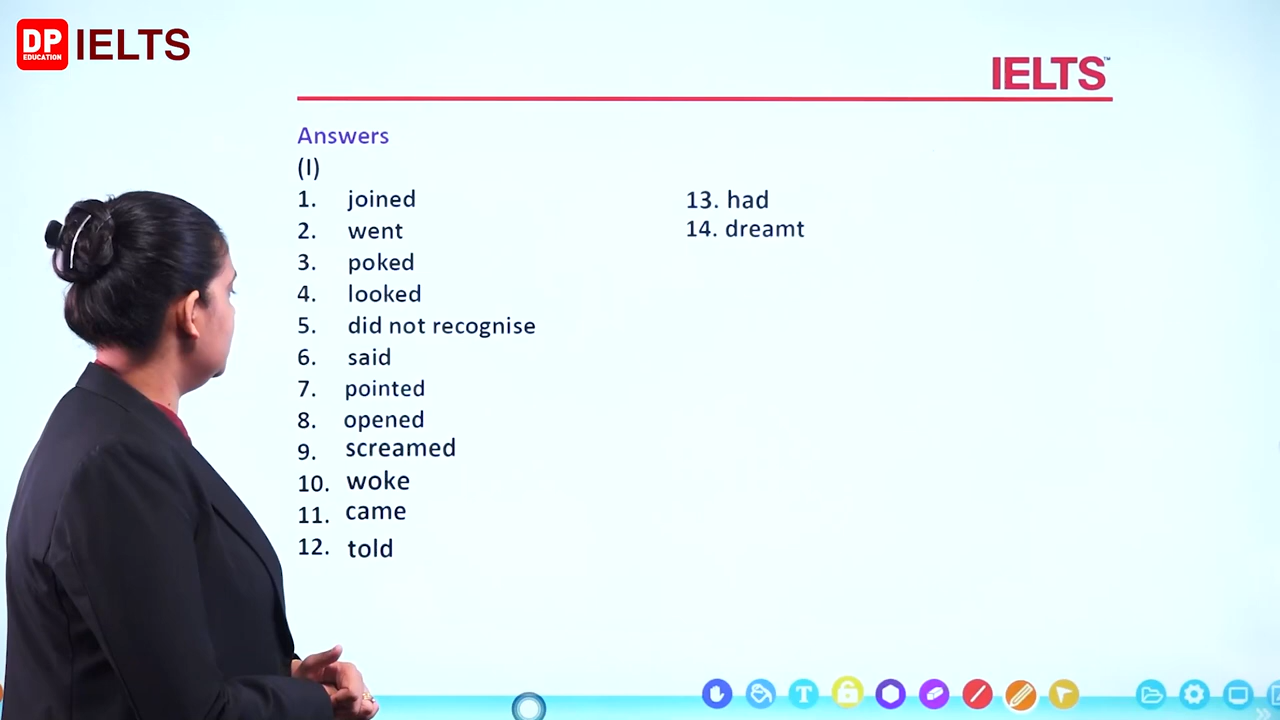 DP IELTS
EDUCATION
IELTS™
Answers
(I)
1. joined
2. went
3. poked
4. looked
5. did not recognise
6. said
7. pointed
8. opened
9. screamed
10. woke
11. came
12. told
13. had
14. dreamt
T